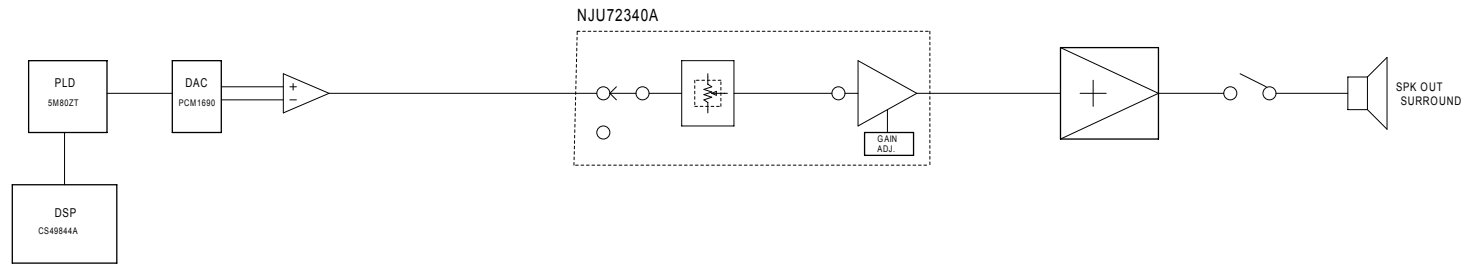 NJU72340A
PLD
5M80ZT
DAC
PCM1690
+
−
GAIN
ADJ.
SPK OUT
SURROUND
DSP
CS49844A